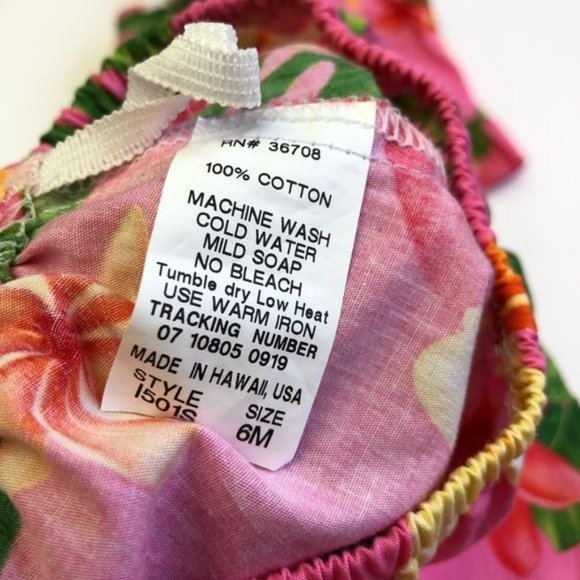 RN# 36708
100% COTTON
MACHINE WASH
COLD WATER
MILD SOAP
NO BLEACH
Tumble dry Low Heat
USE WARM IRON
TRACKING NUMBER
07 10805 0919
MADE IN HAWAII, USA
STYLE SIZE
I501S 6M